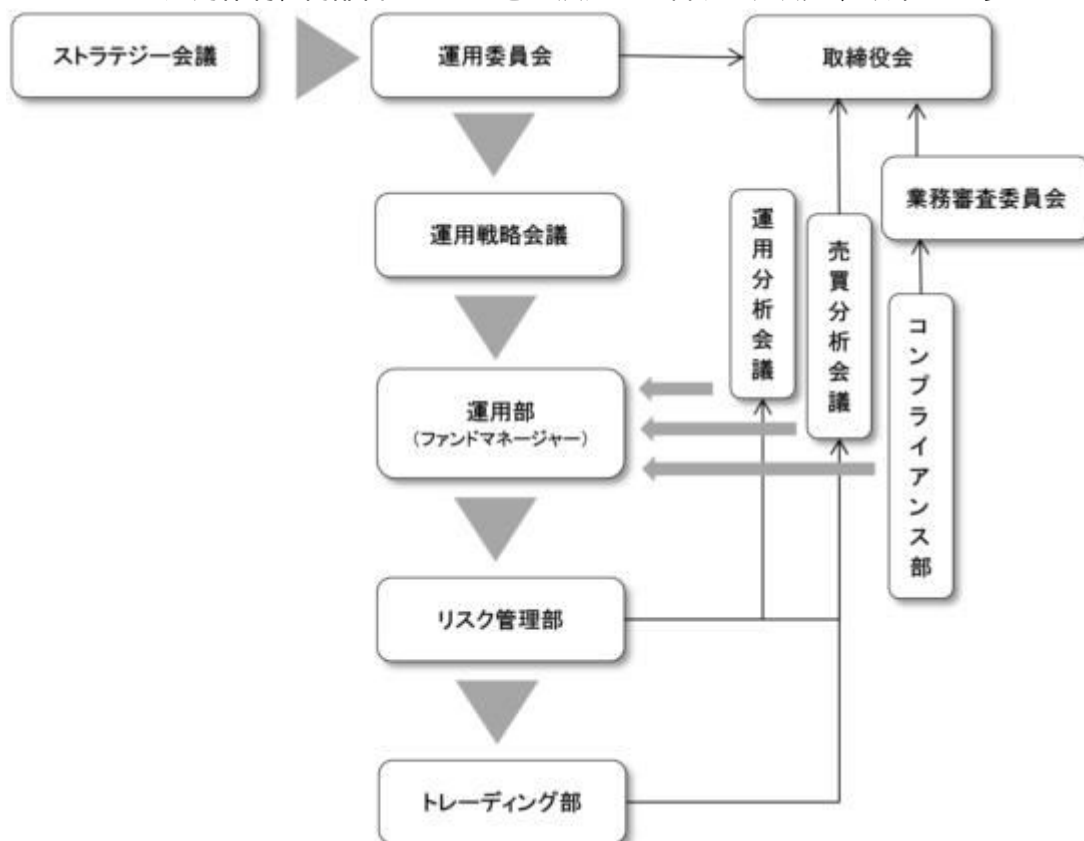 ストラテジー会議
運用委員会
取締役会
業務審査委員会
運用戦略会議
運用分析会議
売買分析会議
コンプライアンス部
運用部
(ファンドマネージャー)
リスク管理部
トレーディング部